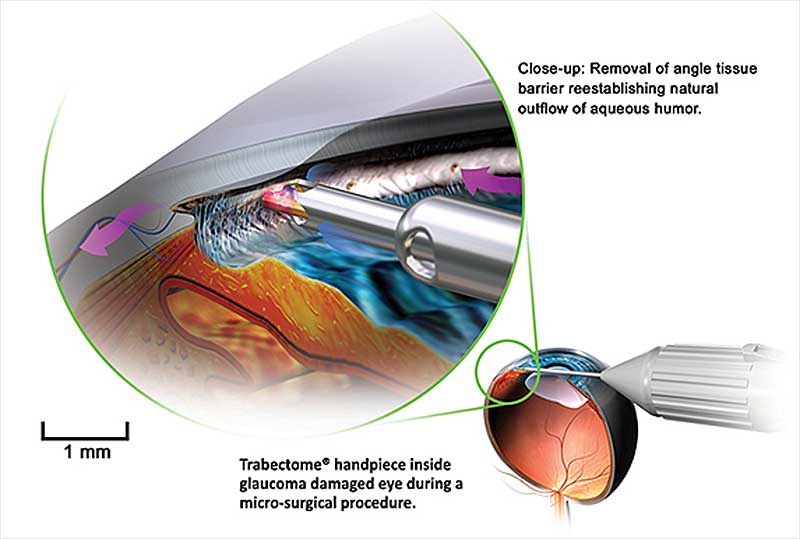 Close-up: Removal of angle tissue
barrier reestablishing natural
outflow of aqueous humor.
1 mm
Trabectome® handpiece inside
glaucoma damaged eye during a
micro-surgical procedure.